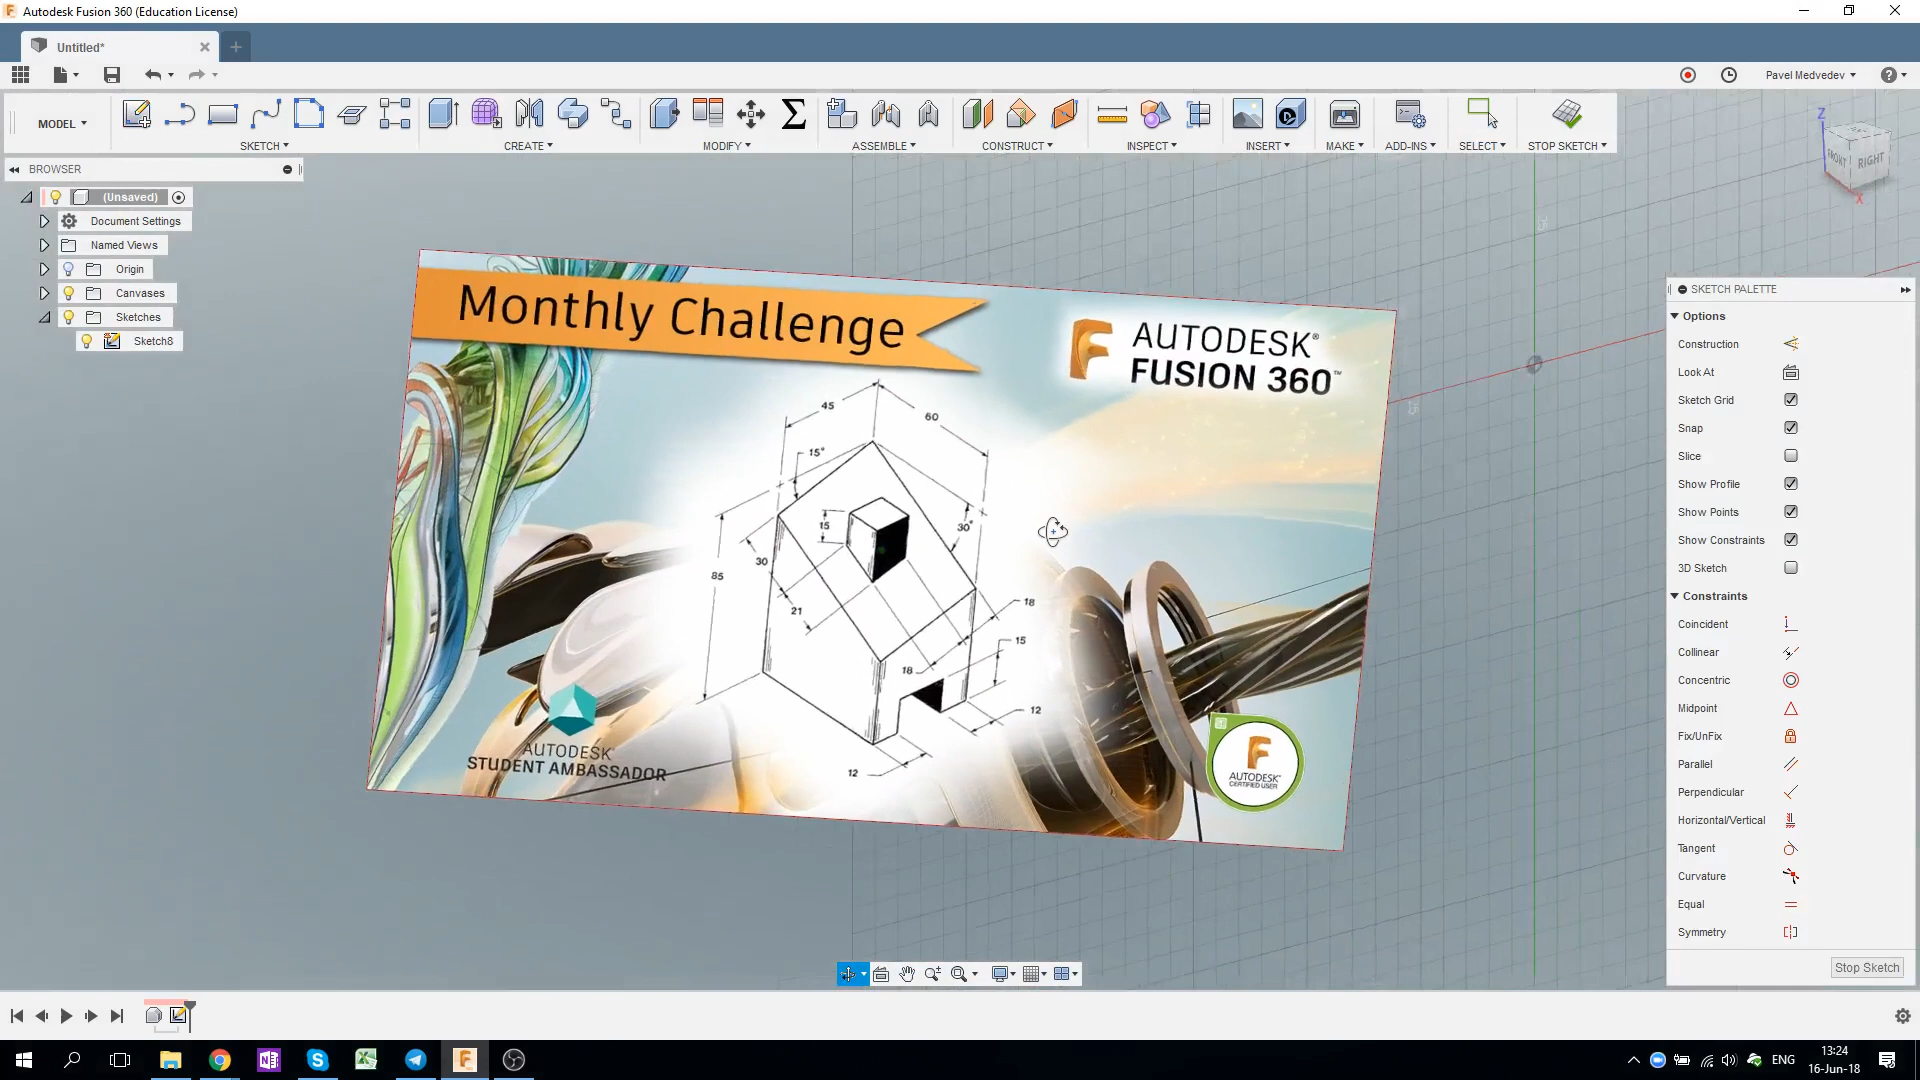 Autodesk Fusion 360 (Education License)
Untitled*
Pavel Medvedev
MODEL
SKETCH
CREATE
MODIFY
ASSEMBLE
CONSTRUCT
INSPECT
INSERT
MAKE
ADD-INS
SELECT
STOP SKETCH
BROWSER
(Unsaved)
Document Settings
Named Views
Origin
Canvases
Sketches
Sketch8
Z
FRONT
RIGHT
X
Monthly Challenge
AUTODESK®
FUSION 360™
45
60
15°
15
30°
30
85
21
18
15
18
12
12
AUTODESK
STUDENT AMBASSADOR
AUTODESK
CERTIFIED USER
SKETCH PALETTE
Options
Construction
Look At
Sketch Grid
Snap
Slice
Show Profile
Show Points
Show Constraints
3D Sketch
Constraints
Coincident
Collinear
Concentric
Midpoint
Fix/UnFix
Parallel
Perpendicular
Horizontal/Vertical
Tangent
Curvature
Equal
Symmetry
Stop Sketch
ENG
13:24
16-Jun-18